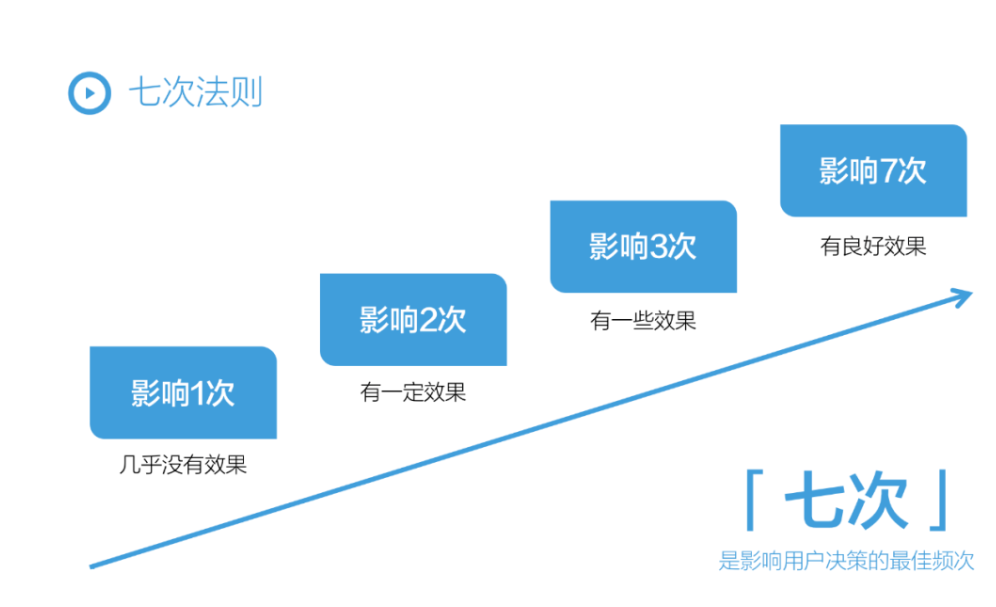 七次法则
影响7次
有良好效果
影响3次
有一些效果
影响2次
有一定效果
影响1次
几乎没有效果
「七次」
是影响用户决策的最佳频次